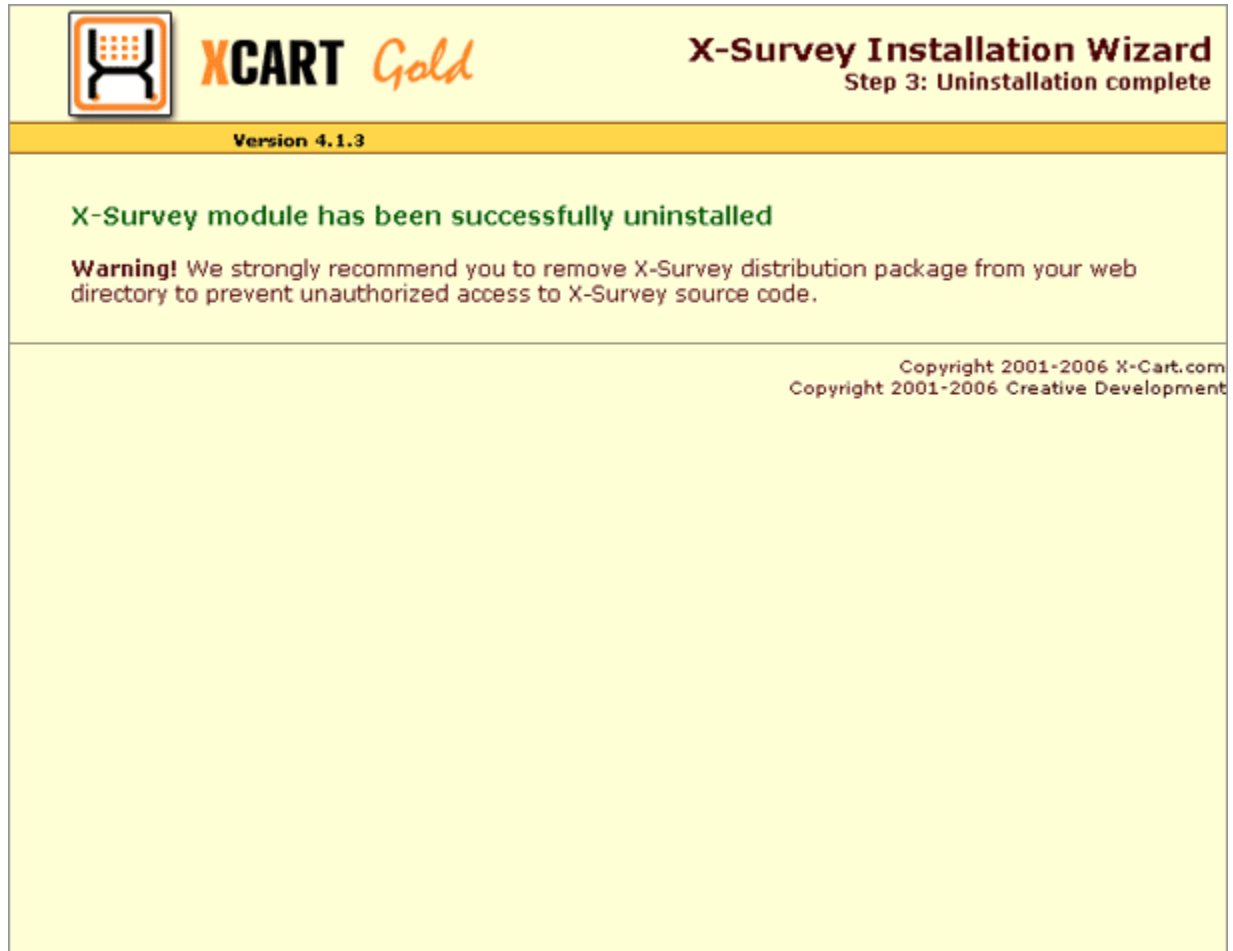 XCART Gold
X-Survey Installation Wizard
Step 3: Uninstallation complete
Version 4.1.3
X-Survey module has been successfully uninstalled
Warning! We strongly recommend you to remove X-Survey distribution package from your web
directory to prevent unauthorized access to X-Survey source code.
Copyright 2001-2006 X-Cart.com
Copyright 2001-2006 Creative Development